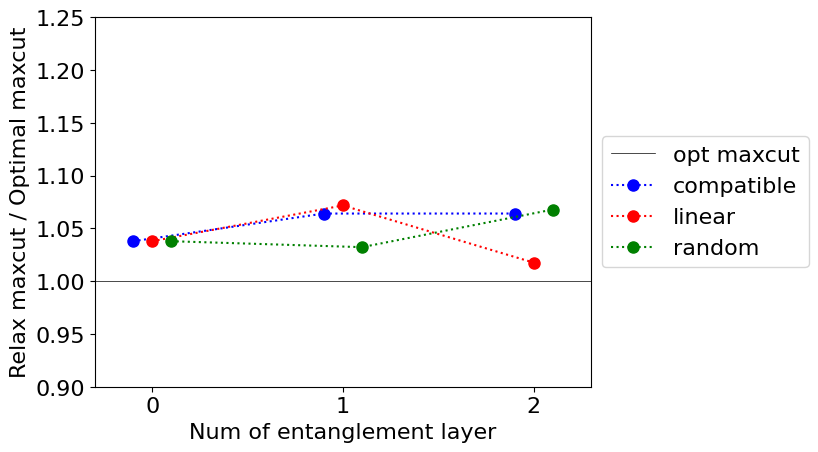 Relax maxcut / Optimal maxcut
1.25
1.20
1.15
1.10
1.05
1.00
0.95
0.90
0 1 2
Num of entanglement layer
opt maxcut
compatible
linear
random